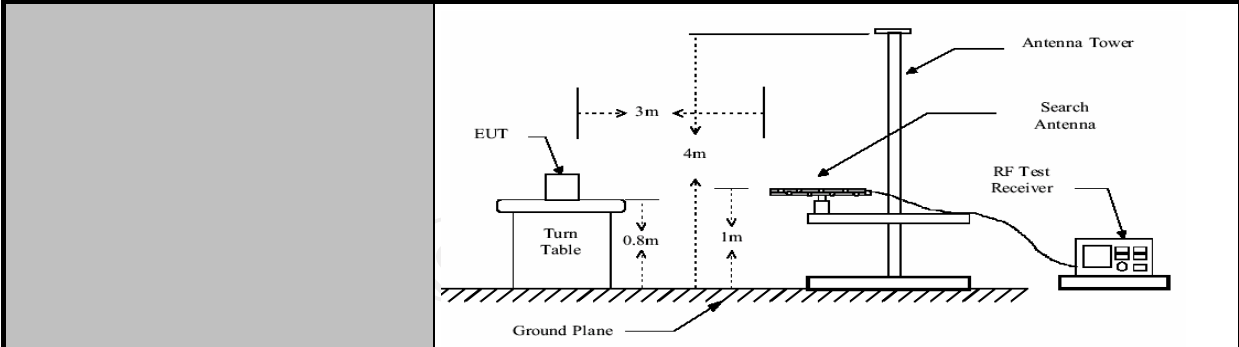 Antenna Tower
3m
Search
Antenna
EUT
4m
RF Test
Receiver
Turn
Table
0.8m
1m
Ground Plane